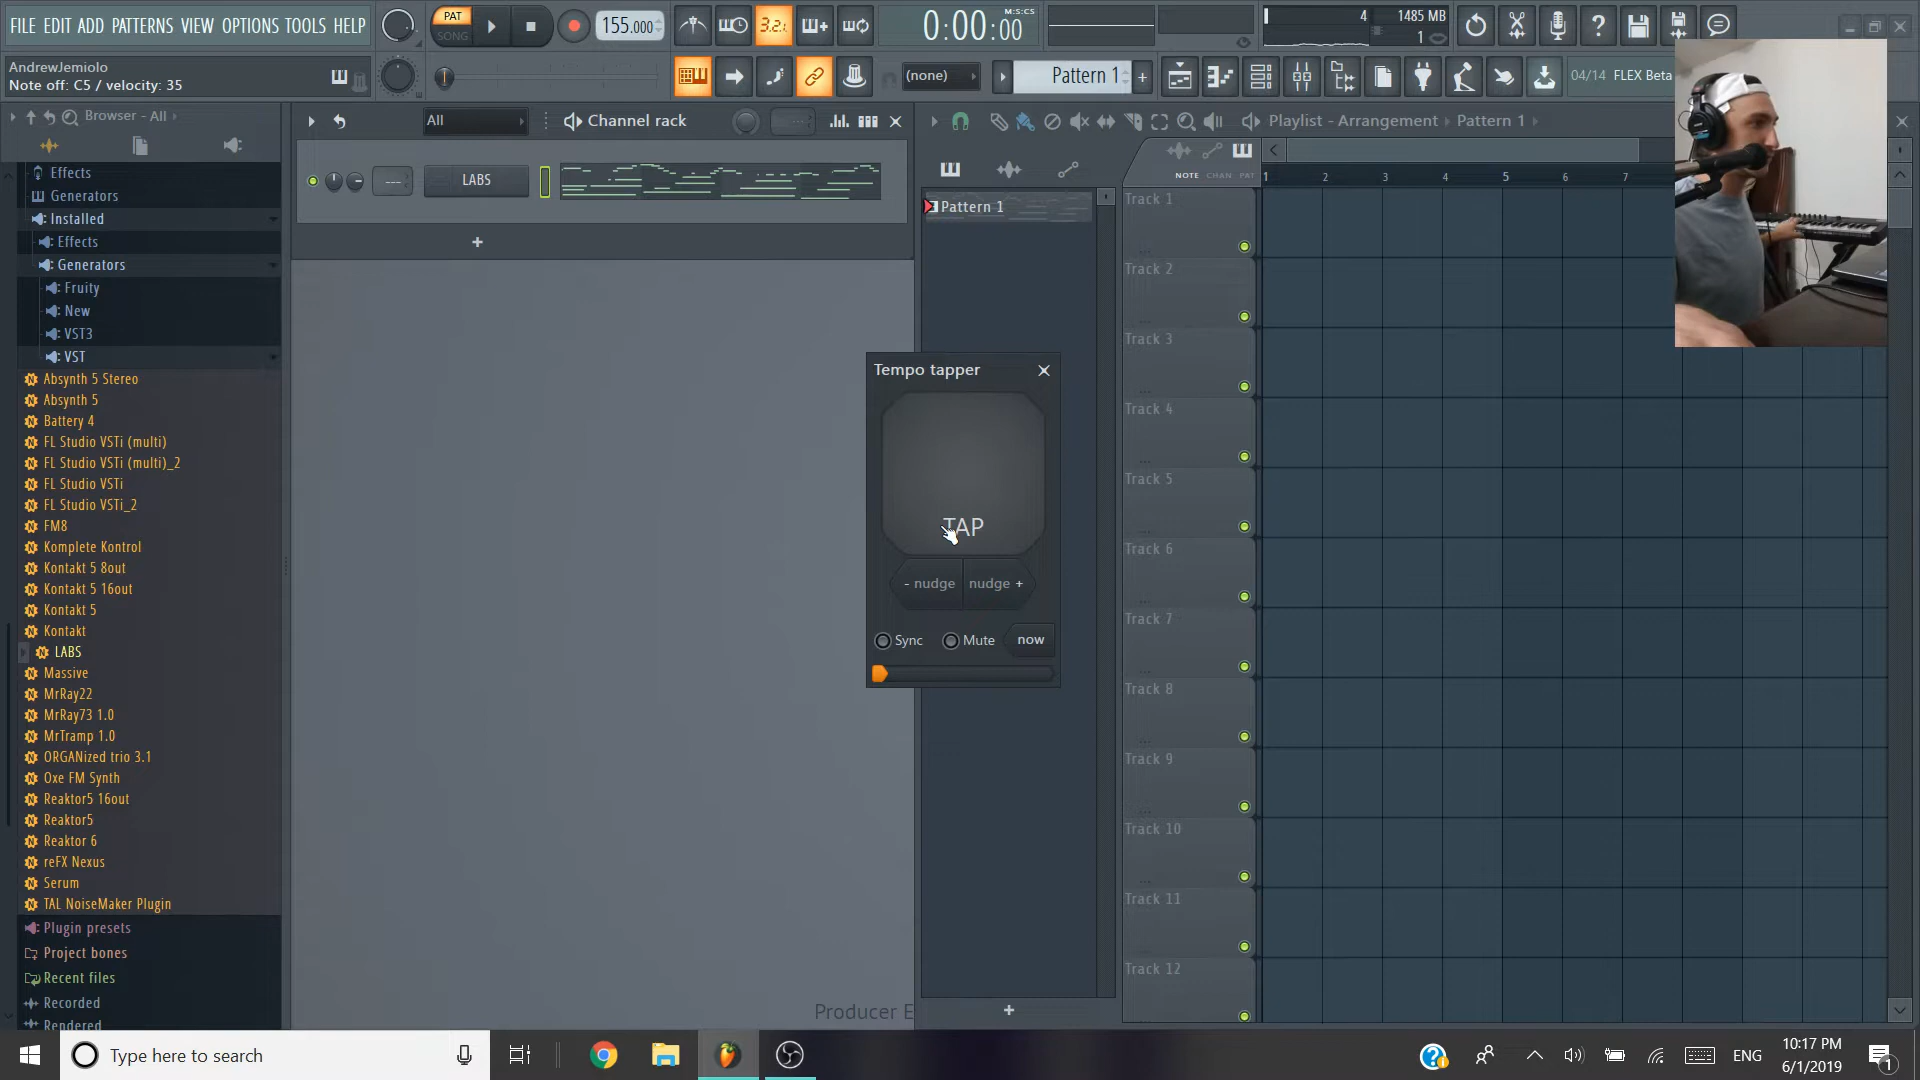 FILE EDIT ADD PATTERNS VIEW OPTIONS TOOLS HELP
PAT
SONG
155.000
3.2.
0:00:00
M:S:CS
4
1485 MB
1
AndrewJemiolo
Note off: C5 / velocity: 35
(none)
Pattern 1
+
04/14 FLEX Beta
Browser - All
All
Channel rack
Playlist - Arrangement
Pattern 1
NOTE CHAN PAT
1 2 3 4 5 6 7
Effects
Generators
Installed
Effects
Generators
Fruity
New
VST3
VST
Absynth 5 Stereo
Absynth 5
Battery 4
FL Studio VSTi (multi)
FL Studio VSTi (multi)_2
FL Studio VSTi
FL Studio VSTi_2
FM8
Komplete Kontrol
Kontakt 5 8out
Kontakt 5 16out
Kontakt 5
Kontakt
LABS
Massive
MrRay22
MrRay73 1.0
MrTramp 1.0
ORGANized trio 3.1
Oxe FM Synth
Reaktor5 16out
Reaktor5
Reaktor 6
reFX Nexus
Serum
TAL NoiseMaker Plugin
Plugin presets
Project bones
Recent files
Recorded
Rendered
---
LABS
+
Pattern 1
Track 1
Track 2
Track 3
Track 4
Track 5
Track 6
Track 7
Track 8
Track 9
Track 10
Track 11
Track 12
Tempo tapper
TAP
- nudge
nudge +
Sync
Mute
now
Producer E
+
Type here to search
ENG
10:17 PM
6/1/2019
1